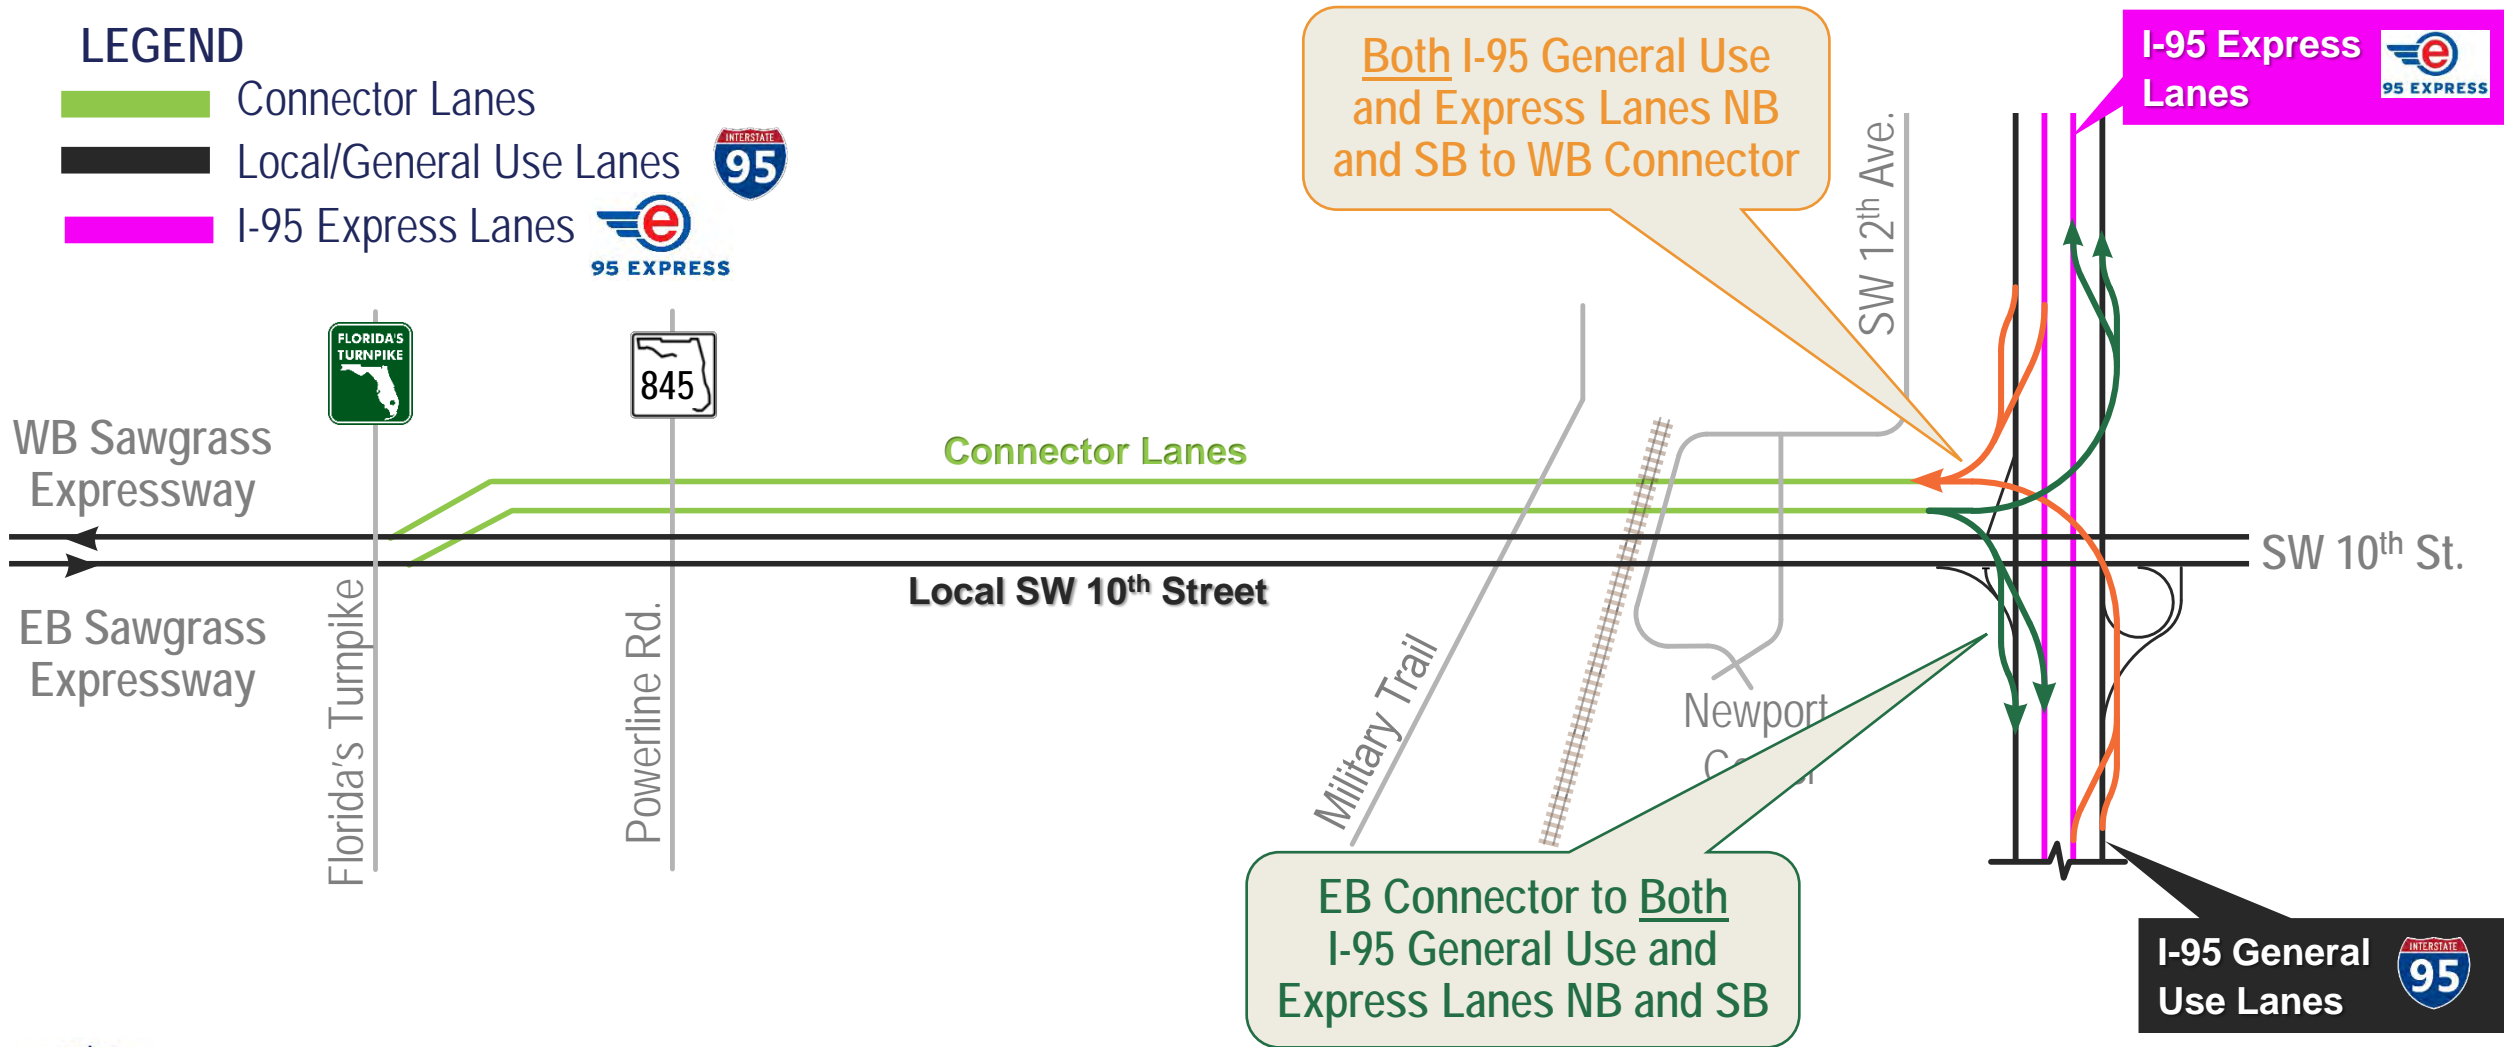 LEGEND
Connector Lanes
Local/General Use Lanes
INTERSTATE
95
I-95 Express Lanes
e
95 EXPRESS
Both I-95 General Use
and Express Lanes NB
and SB to WB Connector
SW 12th Ave.
I-95 Express
Lanes
e
95 EXPRESS
FLORIDA'S
TURNPIKE
845
WB Sawgrass
Expressway
Connector Lanes
SW 10th St.
Local SW 10th Street
EB Sawgrass
Expressway
Florida's Turnpike
Powerline Rd.
Military Trail
Newport
EB Connector to Both
I-95 General Use and
Express Lanes NB and SB
I-95 General
Use Lanes
INTERSTATE
95